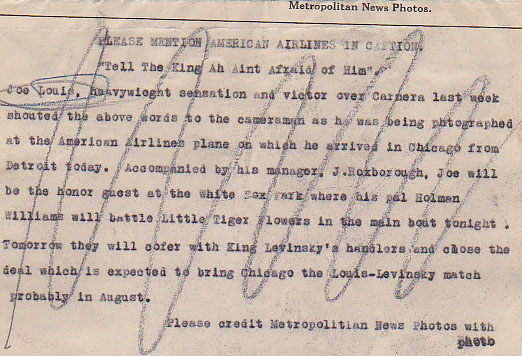 Metropolitan News Photos.
PLEASE MENTION AMERICAN AIRLINES IN CAPTION.
"Tell The King Ah Aint Afraid of Him".
Joe Louis, heavywieght sensation and victor over Carnera last week
shouted the above words to the cameraman as he was being phtographed
at the American Airlines plane on which he arrived in Chicago from
Detroit today. Accompanied by his manager, J.Roxborough, Joe will
be the honor guest at the White Sox Park where his pal Holman
Williams will battle Little Tiger Flowers in the main bout tonight .
Tomorrow they will cofer with King Levinsky's handlers and close the
deal which is expected to bring Chicago the Louis-Levinsky match
probably in August.
Please credit Metropolitian News Photos with
photo